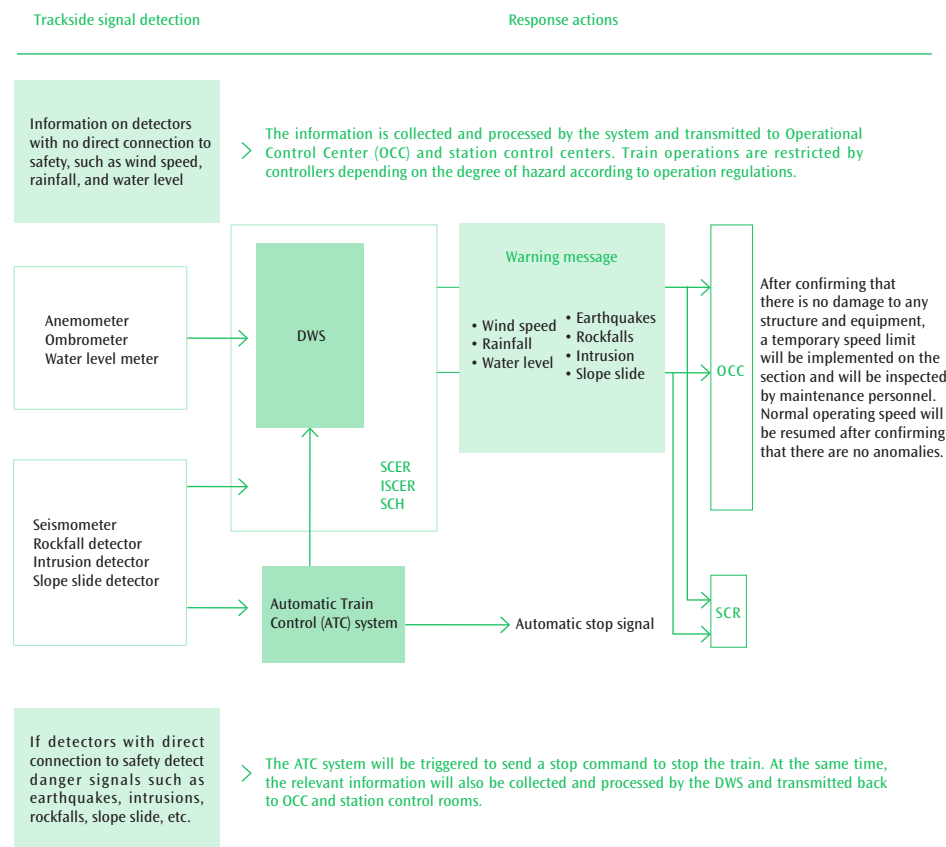 Trackside signal detection
Response actions
Information on detectors
with no direct connection to
safety, such as wind speed,
rainfall, and water level
The information is collected and processed by the system and transmitted to Operational
Control Center (OCC) and station control centers. Train operations are restricted by
controllers depending on the degree of hazard according to operation regulations.
Anemometer
Ombrometer
Water level meter
DWS
SCER
ISCER
SCH
Warning message
• Wind speed
• Rainfall
• Water level
• Earthquakes
• Rockfalls
• Intrusion
• Slope slide
OCC
After confirming that
there is no damage to any
structure and equipment,
a temporary speed limit
will be implemented on the
section and will be inspected
by maintenance personnel.
Normal operating speed will
be resumed after confirming
that there are no anomalies.
Seismometer
Rockfall detector
Intrusion detector
Slope slide detector
Automatic Train
Control (ATC) system
Automatic stop signal
SCR
If detectors with direct
connection to safety detect
danger signals such as
earthquakes, intrusions,
rockfalls, slope slide, etc.
The ATC system will be triggered to send a stop command to stop the train. At the same time,
the relevant information will also be collected and processed by the DWS and transmitted back
to OCC and station control rooms.